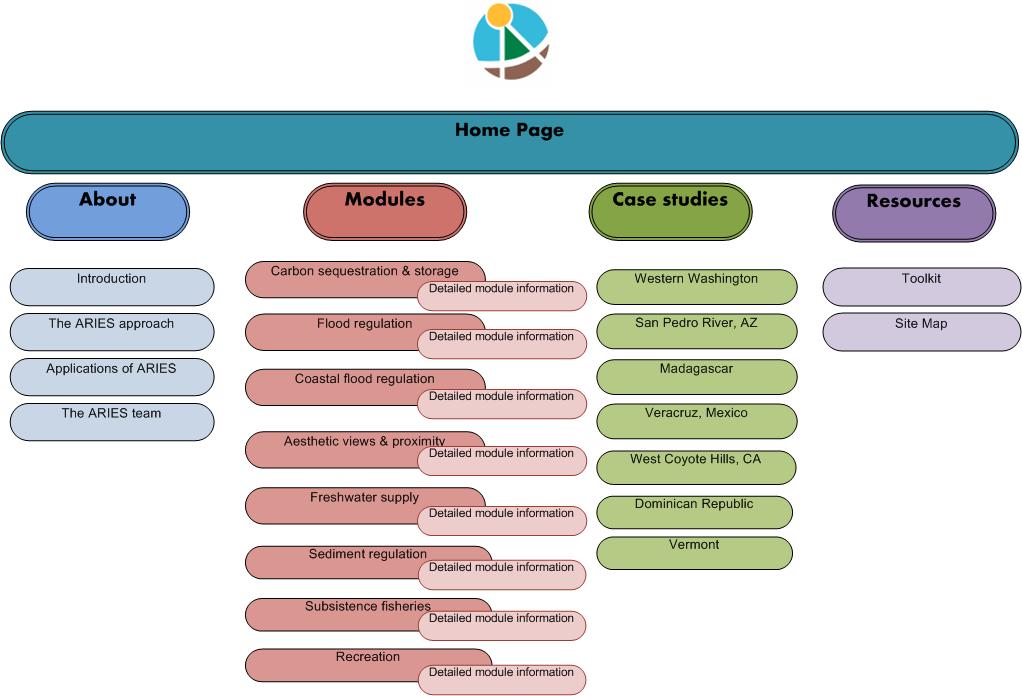 Home Page
About
Introduction
The ARIES approach
Applications of ARIES
The ARIES team
Modules
Carbon sequestration & storage
Detailed module information
Flood regulation
Detailed module information
Coastal flood regulation
Detailed module information
Aesthetic views & proximity
Detailed module information
Freshwater supply
Detailed module information
Sediment regulation
Detailed module information
Subsistence fisheries
Detailed module information
Recreation
Detailed module information
Case studies
Western Washington
San Pedro River, AZ
Madagascar
Veracruz, Mexico
West Coyote Hills, CA
Dominican Republic
Vermont
Resources
Toolkit
Site Map